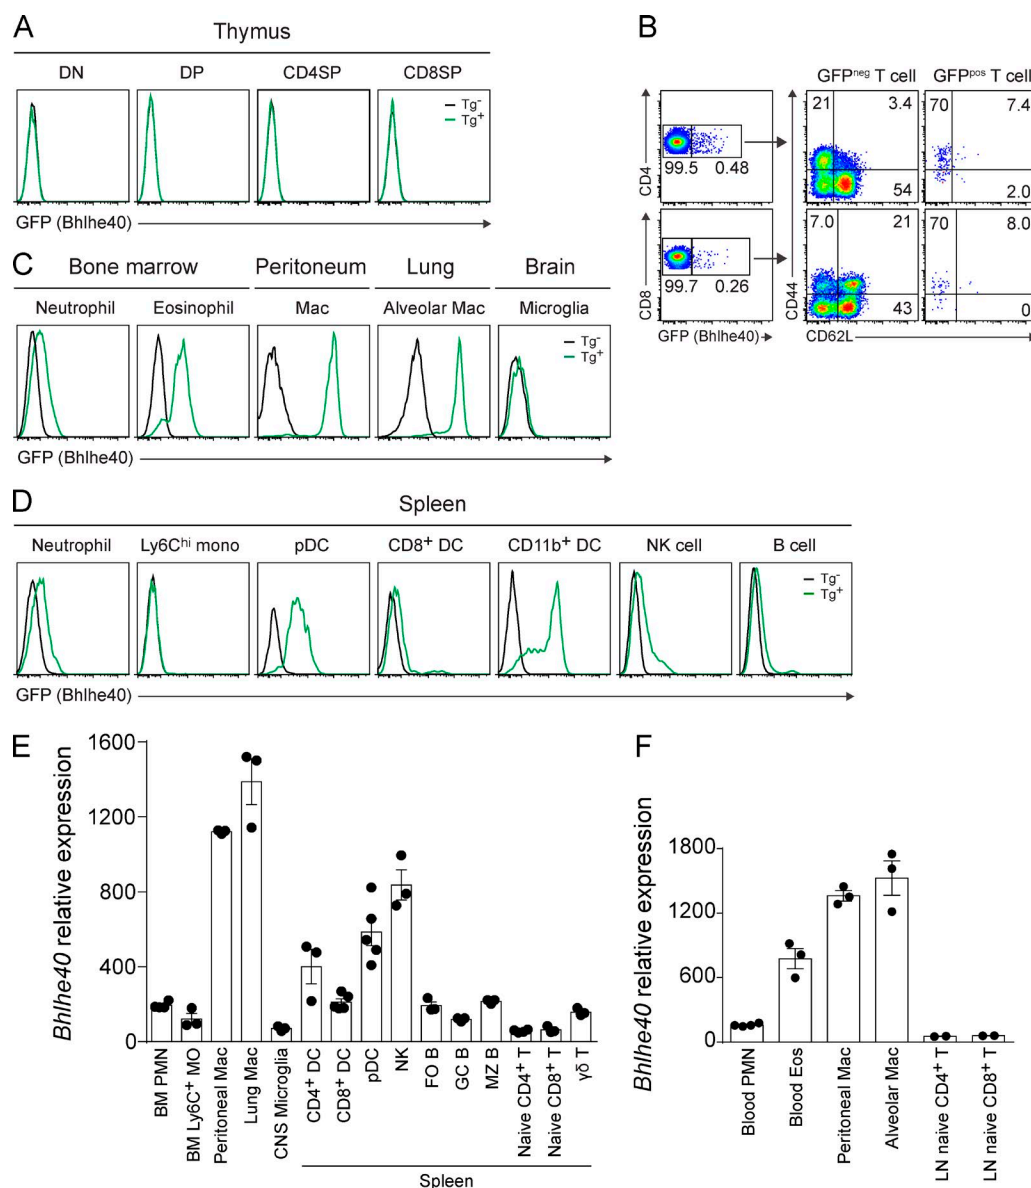 A
Thymus
DN DP CD4SP CD8SP
Tg-
Tg+
GFP (Bhlhe40)
B
GFPneg T cell GFPpos T cell
21 3.4 70 7.4
99.5 0.48
54 2.0
CD4
7.0 21 70 8.0
99.7 0.26
43 0
CD8
CD44
GFP (Bhlhe40) CD62L
C
Bone marrow Peritoneum Lung Brain
Neutrophil Eosinophil Mac Alveolar Mac Microglia
Tg-
Tg+
GFP (Bhlhe40)
D
Spleen
Neutrophil Ly6Chi mono pDC CD8+ DC CD11b+ DC NK cell B cell
Tg-
Tg+
GFP (Bhlhe40)
E
Bhlhe40 relative expression
1600
1200
800
400
0
BM PMN
BM Ly6C+ MO
Peritoneal Mac
Lung Mac
CNS Microglia
CD4+ DC
CD8+ DC
pDC
NK
FO B
GC B
MZ B
Naive CD4+ T
Naive CD8+ T
γδ T
Spleen
F
Bhlhe40 relative expression
1800
1200
600
0
Blood PMN
Blood Eos
Peritoneal Mac
Alveolar Mac
LN naive CD4+ T
LN naive CD8+ T